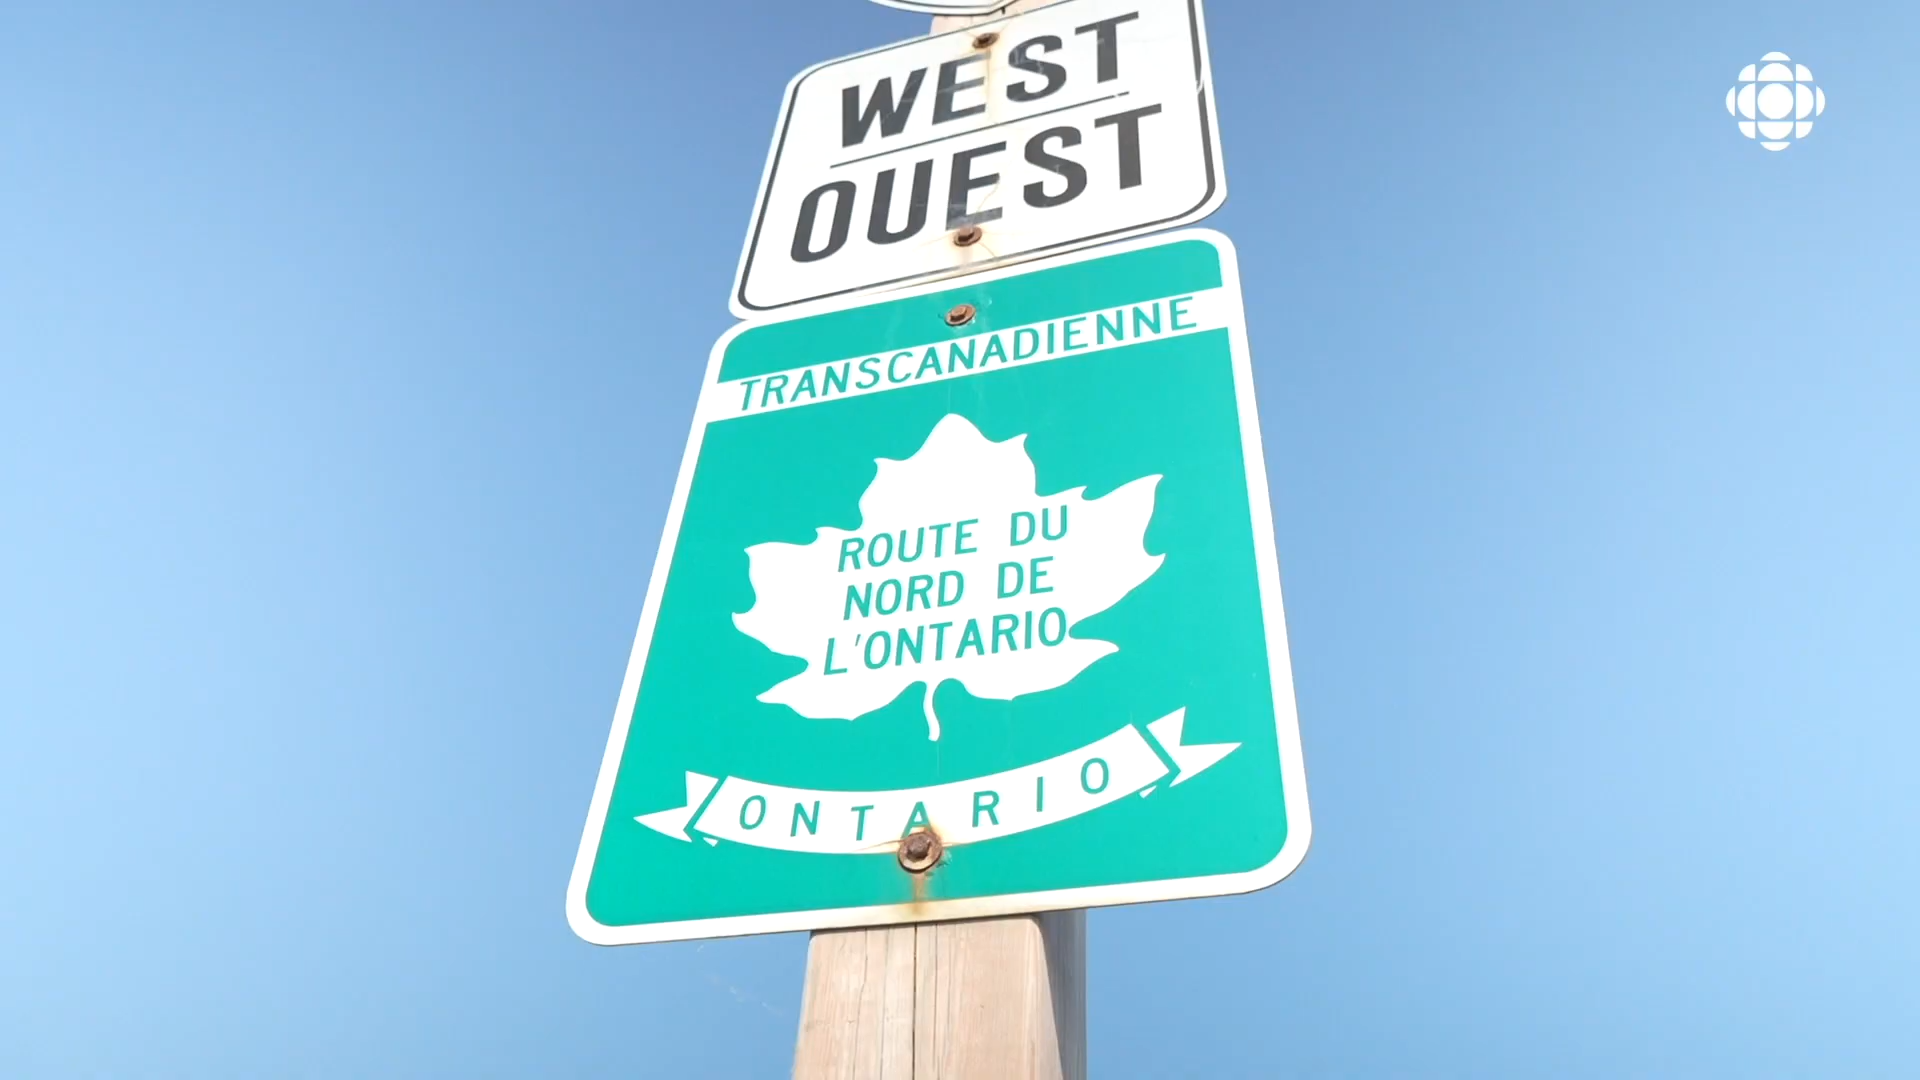 WEST
OUEST
TRANSCANADIENNE
ROUTE DU
NORD DE
L'ONTARIO
ONTARIO